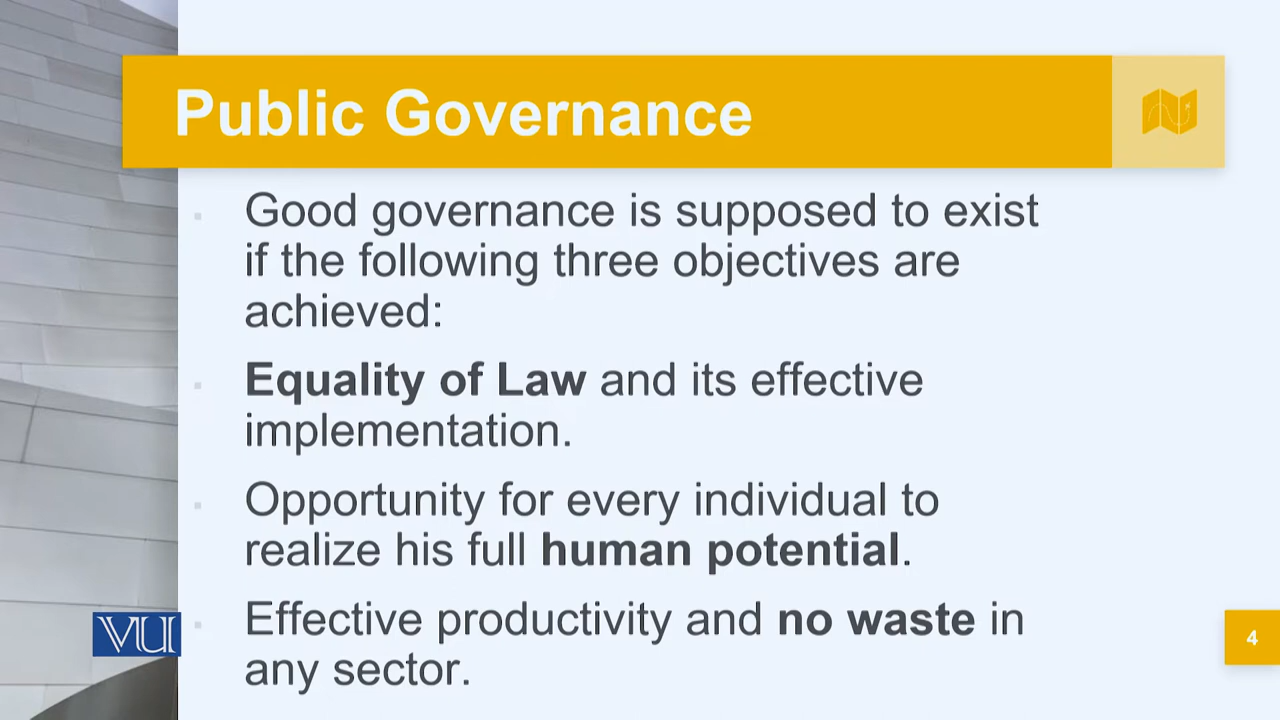 Public Governance
Good governance is supposed to exist
if the following three objectives are
achieved:
Equality of Law and its effective
implementation.
Opportunity for every individual to
realize his full human potential.
Effective productivity and no waste in
any sector.
VU
4